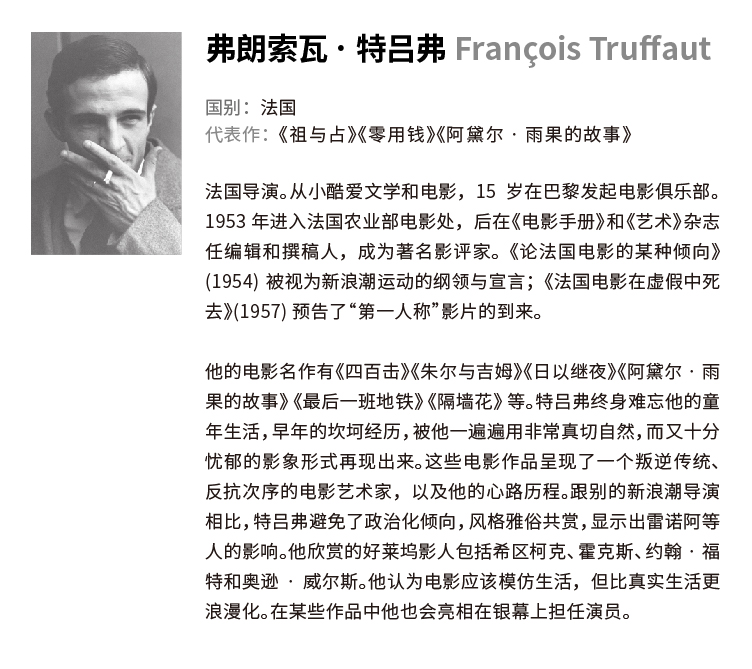 弗朗索瓦 · 特吕弗 François Truffaut
国别： 法国
代表作：《祖与占》《零用钱》《阿黛尔 · 雨果的故事》
法国导演。从小酷爱文学和电影，15 岁在巴黎发起电影俱乐部。
1953 年进入法国农业部电影处，后在《电影手册》和《艺术》杂志
任编辑和撰稿人，成为著名影评家。《论法国电影的某种倾向》
(1954) 被视为新浪潮运动的纲领与宣言；《法国电影在虚假中死
去》(1957) 预告了“第一人称”影片的到来。
他的电影名作有《四百击》《朱尔与吉姆》《日以继夜》《阿黛尔 · 雨
果的故事》《最后一班地铁》《隔墙花》等。特吕弗终身难忘他的童
年生活，早年的坎坷经历，被他一遍遍用非常真切自然，而又十分
忧郁的影象形式再现出来。这些电影作品呈现了一个叛逆传统、
反抗次序的电影艺术家，以及他的心路历程。跟别的新浪潮导演
相比，特吕弗避免了政治化倾向，风格雅俗共赏，显示出雷诺阿等
人的影响。他欣赏的好莱坞影人包括希区柯克、霍克斯、约翰 · 福
特和奥逊 · 威尔斯。他认为电影应该模仿生活，但比真实生活更
浪漫化。在某些作品中他也会亮相在银幕上担任演员。